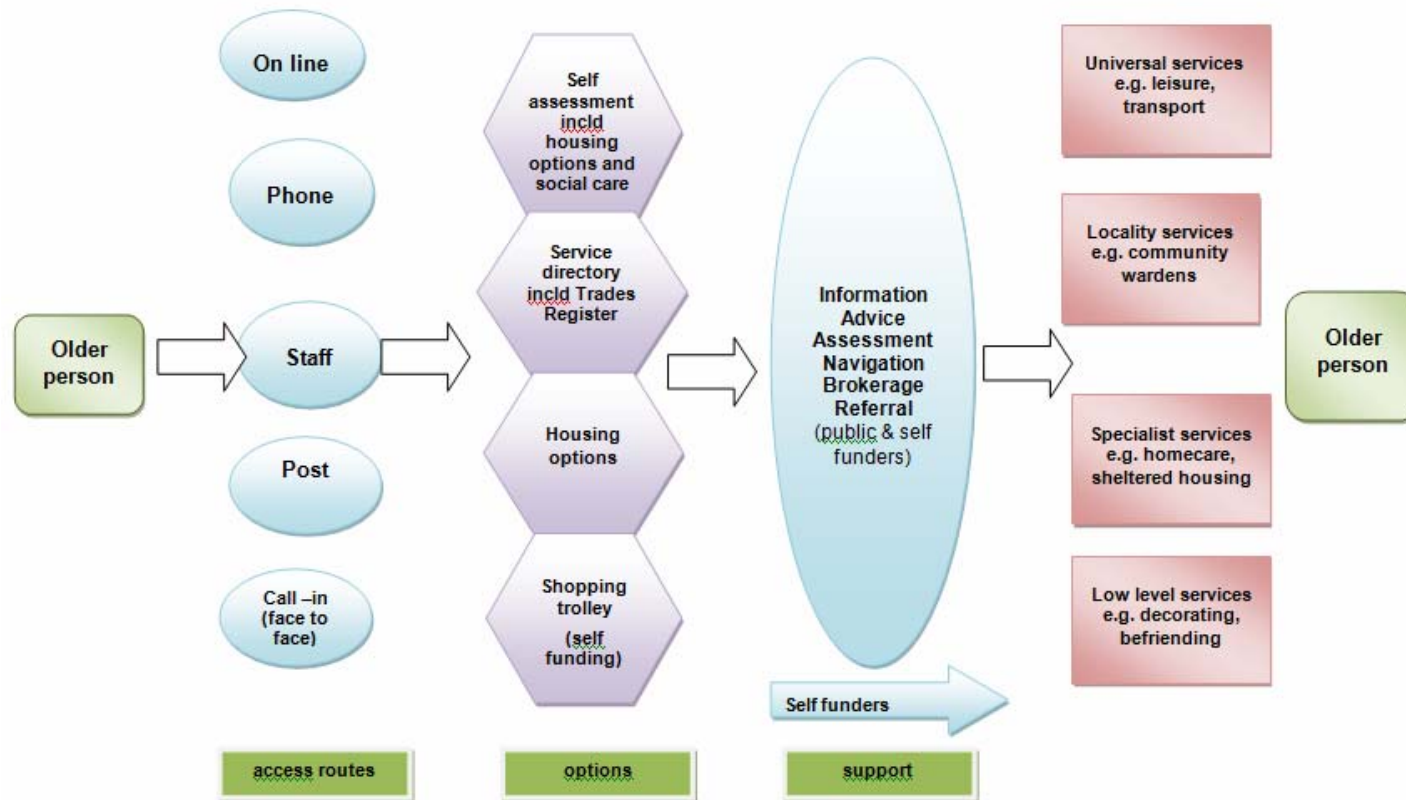 Older
person
On line
Phone
Staff
Post
Call –in
(face to
face)
access routes
Self
assessment
incld
housing
options and
social care
Service
directory
incld Trades
Register
Housing
options
Shopping
trolley
(self
funding)
options
Information
Advice
Assessment
Navigation
Brokerage
Referral
(public & self
funders)
Self funders
support
Universal services
e.g. leisure,
transport
Locality services
e.g. community
wardens
Specialist services
e.g. homecare,
sheltered housing
Low level services
e.g. decorating,
befriending
Older
person